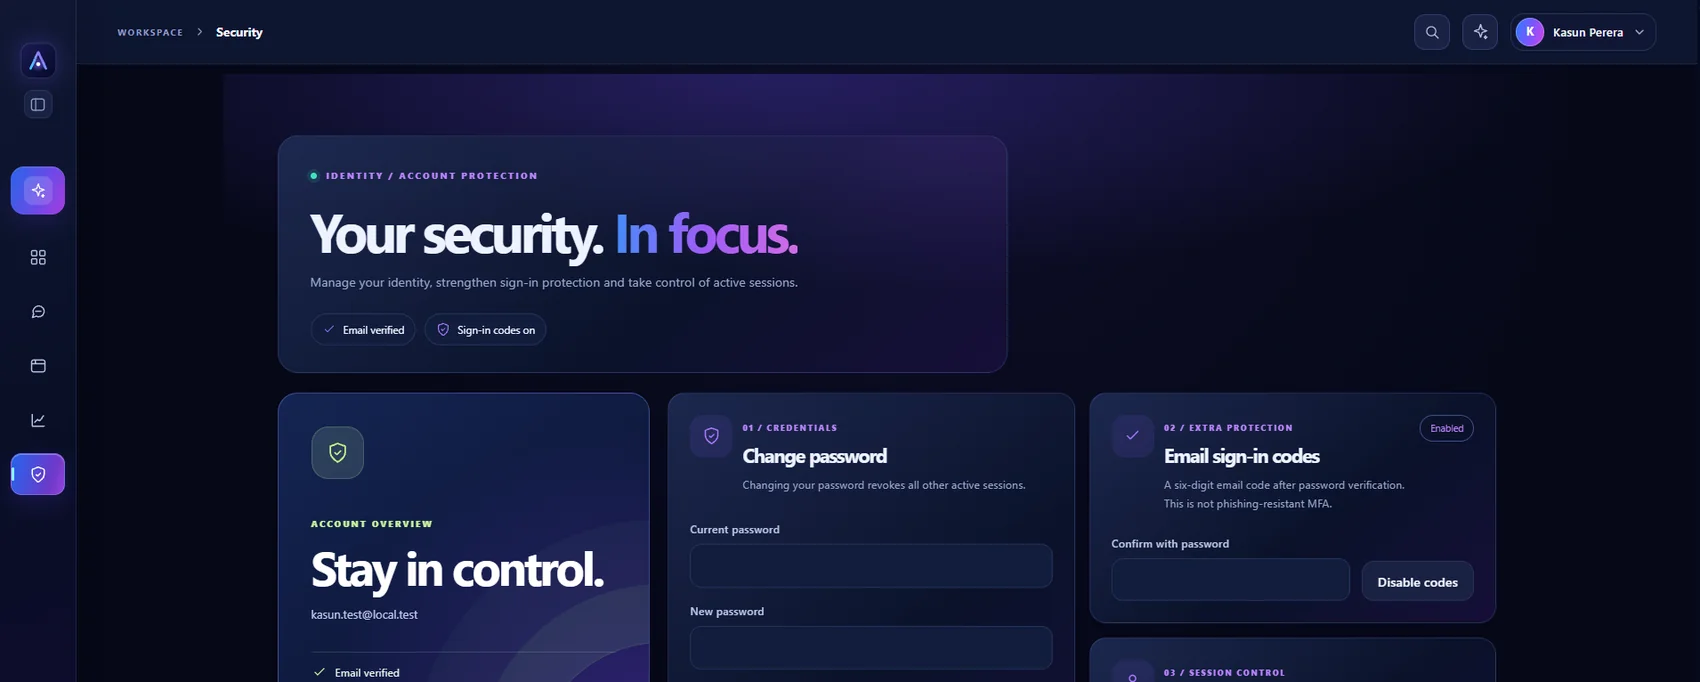 WORKSPACE > Security
K Kasun Perera
IDENTITY / ACCOUNT PROTECTION
Your security. In focus.
Manage your identity, strengthen sign-in protection and take control of active sessions.
Email verified
Sign-in codes on
ACCOUNT OVERVIEW
Stay in control.
kasun.test@local.test
Email verified
01 / CREDENTIALS
Change password
Changing your password revokes all other active sessions.
Current password
New password
02 / EXTRA PROTECTION
Enabled
Email sign-in codes
A six-digit email code after password verification.
This is not phishing-resistant MFA.
Confirm with password
Disable codes
03 / SESSION CONTROL